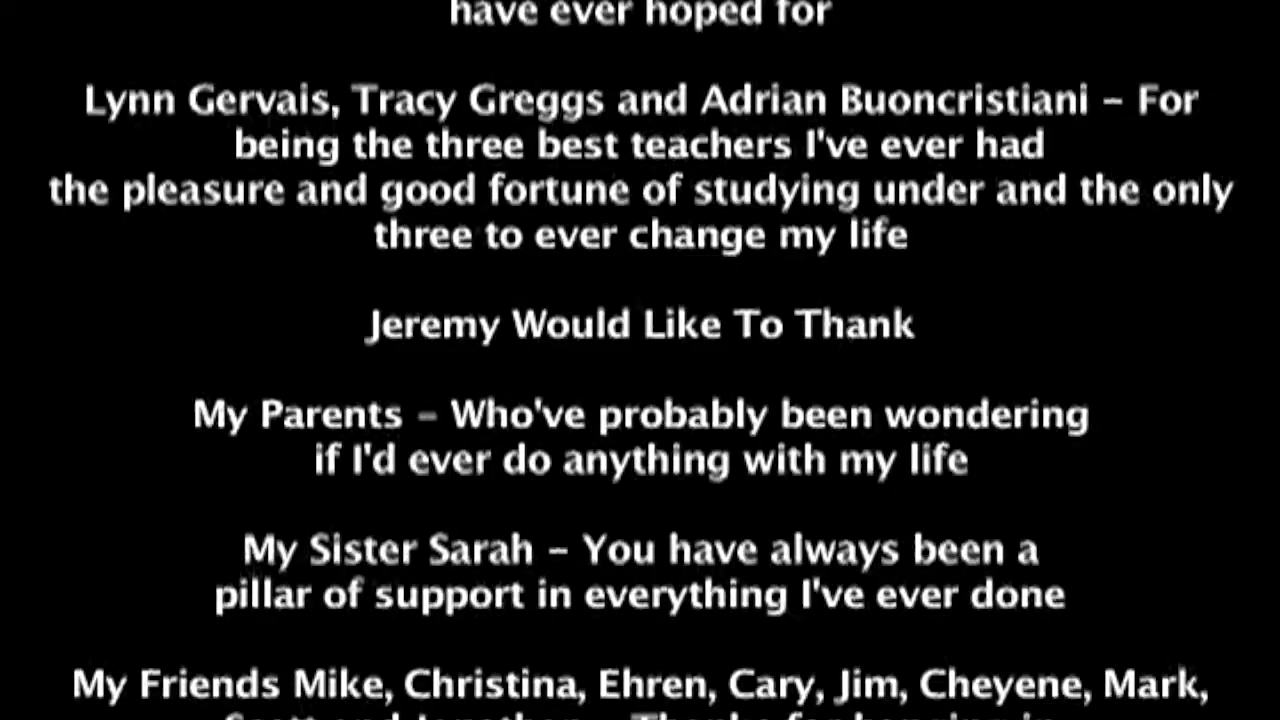 have ever hoped for
Lynn Gervais, Tracy Greggs and Adrian Buoncristiani – For
being the three best teachers I've ever had
the pleasure and good fortune of studying under and the only
three to ever change my life
Jeremy Would Like To Thank
My Parents – Who've probably been wondering
if I'd ever do anything with my life
My Sister Sarah – You have always been a
pillar of support in everything I've ever done
My Friends Mike, Christina, Ehren, Cary, Jim, Cheyene, Mark,